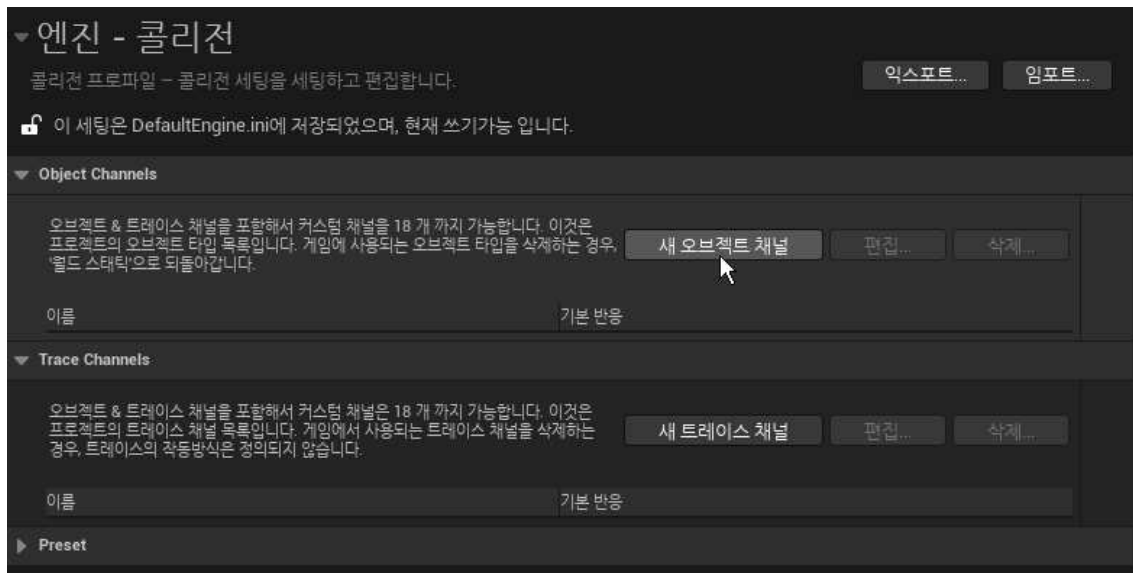 엔진 - 콜리전
콜리전 프로파일 - 콜리전 세팅을 세팅하고 편집합니다.
익스포트... 임포트...
이 세팅은 DefaultEngine.ini에 저장되었으며, 현재 쓰기가능 입니다.
Object Channels
오브젝트 & 트레이스 채널을 포함해서 커스텀 채널을 18 개 까지 가능합니다. 이것은
프로젝트의 오브젝트 타입 목록입니다. 게임에 사용되는 오브젝트 타입을 삭제하는 경우,
'월드 스태틱'으로 되돌아갑니다.
새 오브젝트 채널 편집... 삭제...
이름 기본 반응
Trace Channels
오브젝트 & 트레이스 채널을 포함해서 커스텀 채널은 18 개 까지 가능합니다. 이것은
프로젝트의 트레이스 채널 목록입니다. 게임에서 사용되는 트레이스 채널을 삭제하는
경우, 트레이스의 작동방식은 정의되지 않습니다.
새 트레이스 채널 편집... 삭제...
이름 기본 반응
Preset